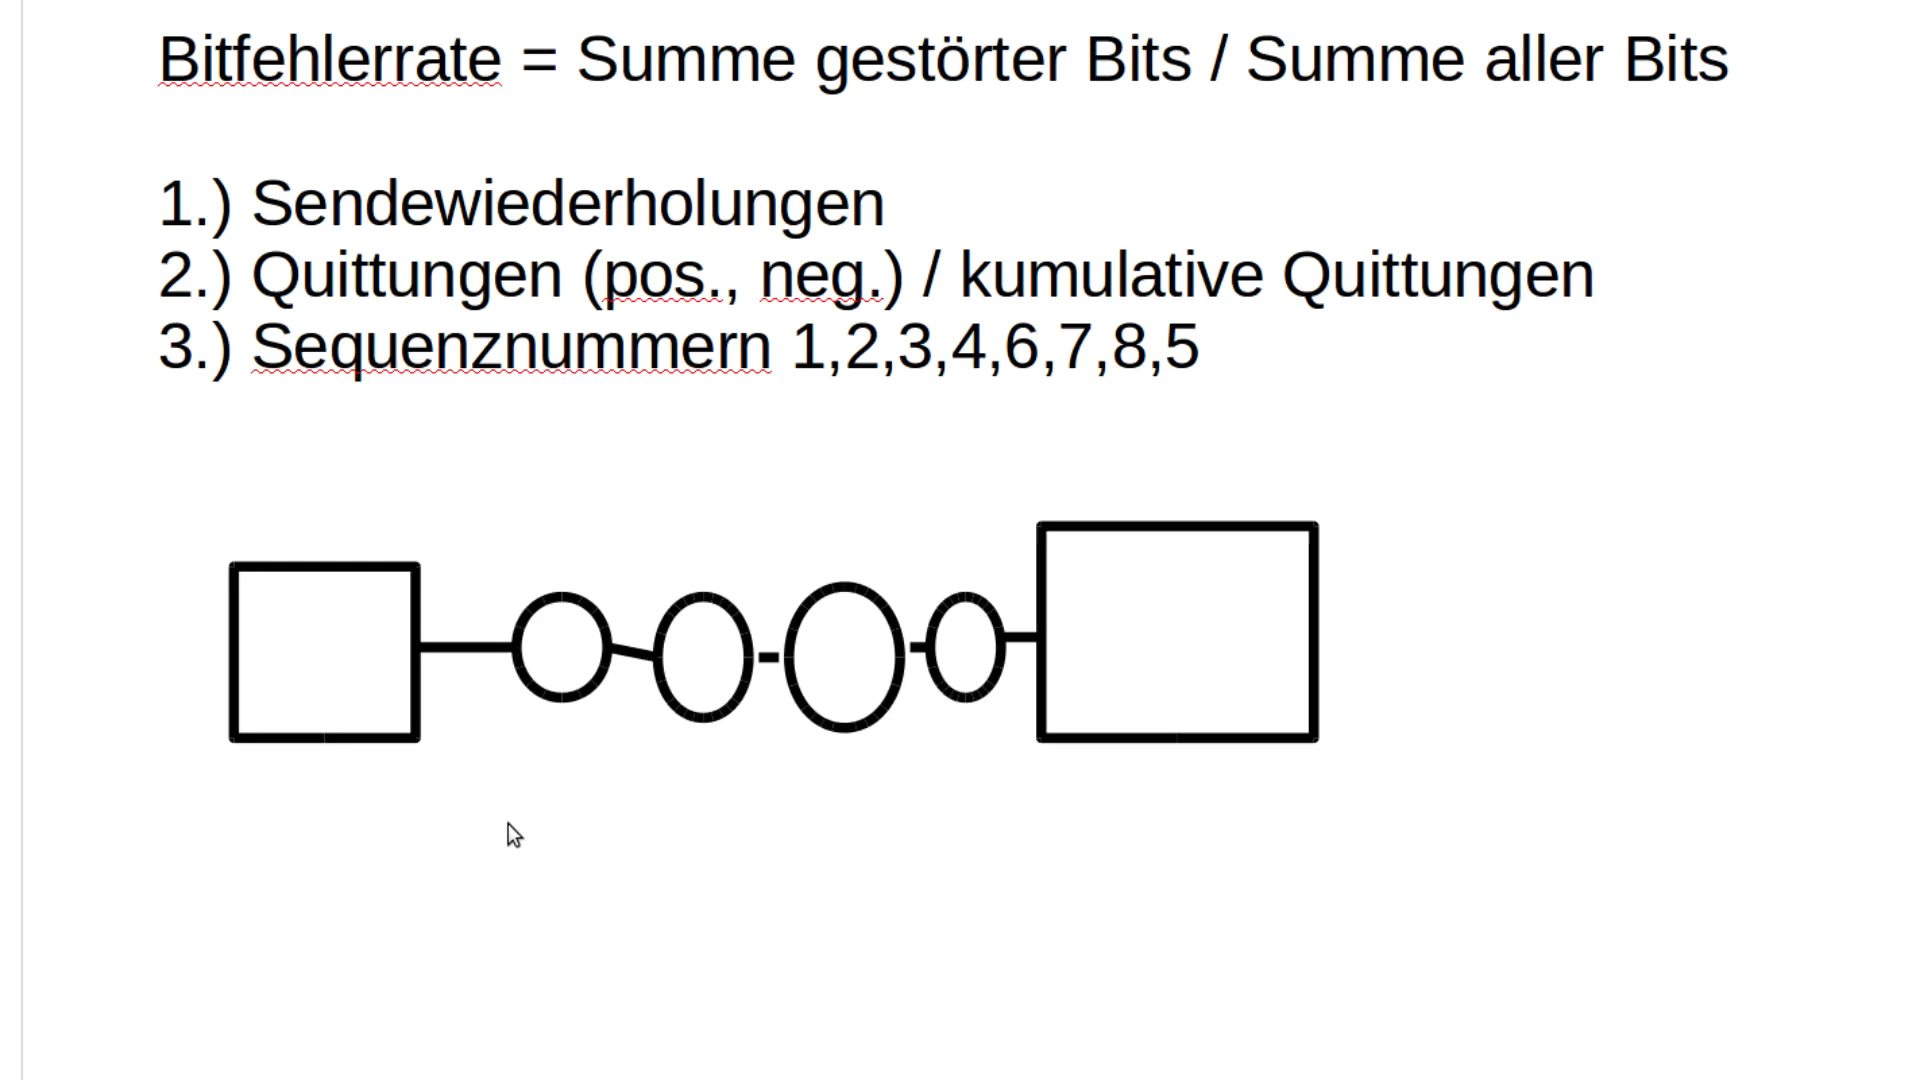 Bitfehlerrate = Summe gestörter Bits / Summe aller Bits
1.) Sendewiederholungen
2.) Quittungen (pos., neg.) / kumulative Quittungen
3.) Sequenznummern 1,2,3,4,6,7,8,5